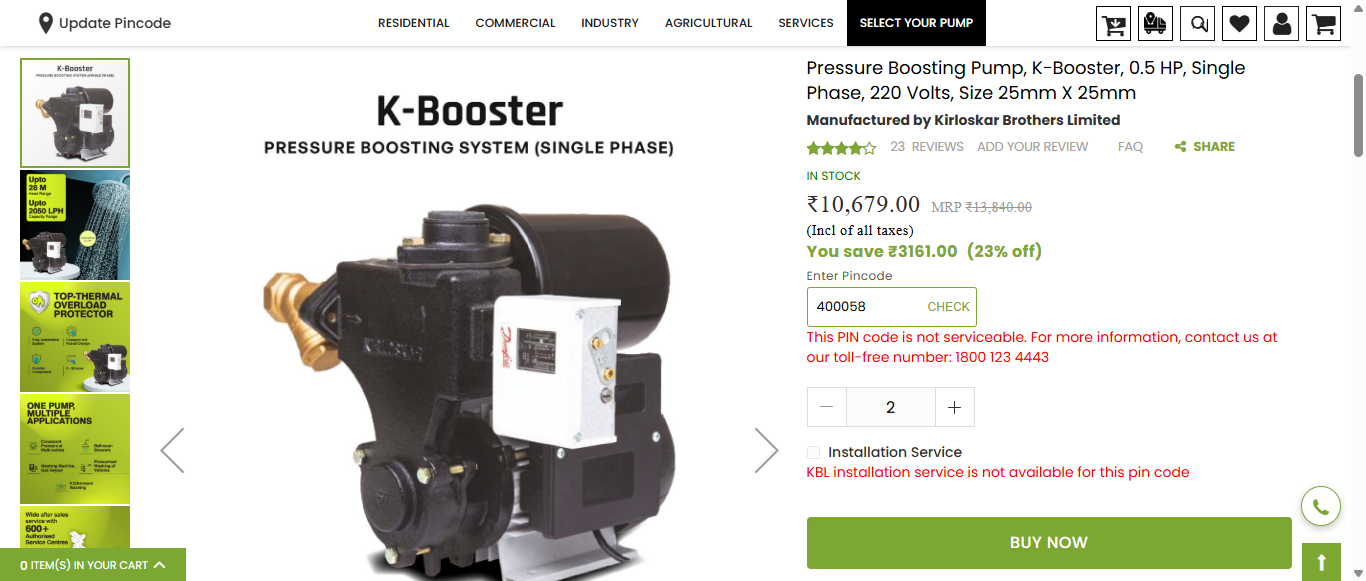 Update Pincode
RESIDENTIAL
COMMERCIAL
INDUSTRY
AGRICULTURAL
SERVICES
SELECT YOUR PUMP
K-Booster
PRESSURE BOOSTING SYSTEM (SINGLE PHASE)
Upto
28 M
Head Range
Upto
2050 LPH
Capacity Range
TOP-THERMAL
OVERLOAD
PROTECTOR
ONE PUMP,
MULTIPLE
APPLICATIONS
Wide after sales
service with
600+
Authorised
Service Centres
0 ITEM(S) IN YOUR CART
K-Booster
PRESSURE BOOSTING SYSTEM (SINGLE PHASE)
Danfoss
Pressure Boosting Pump, K-Booster, 0.5 HP, Single
Phase, 220 Volts, Size 25mm X 25mm
Manufactured by Kirloskar Brothers Limited
23 REVIEWS ADD YOUR REVIEW FAQ SHARE
IN STOCK
₹10,679.00 MRP ₹13,840.00
(Incl of all taxes)
You save ₹3161.00 (23% off)
Enter Pincode
400058 CHECK
This PIN code is not serviceable. For more information, contact us at
our toll-free number: 1800 123 4443
2
Installation Service
KBL installation service is not available for this pin code
BUY NOW